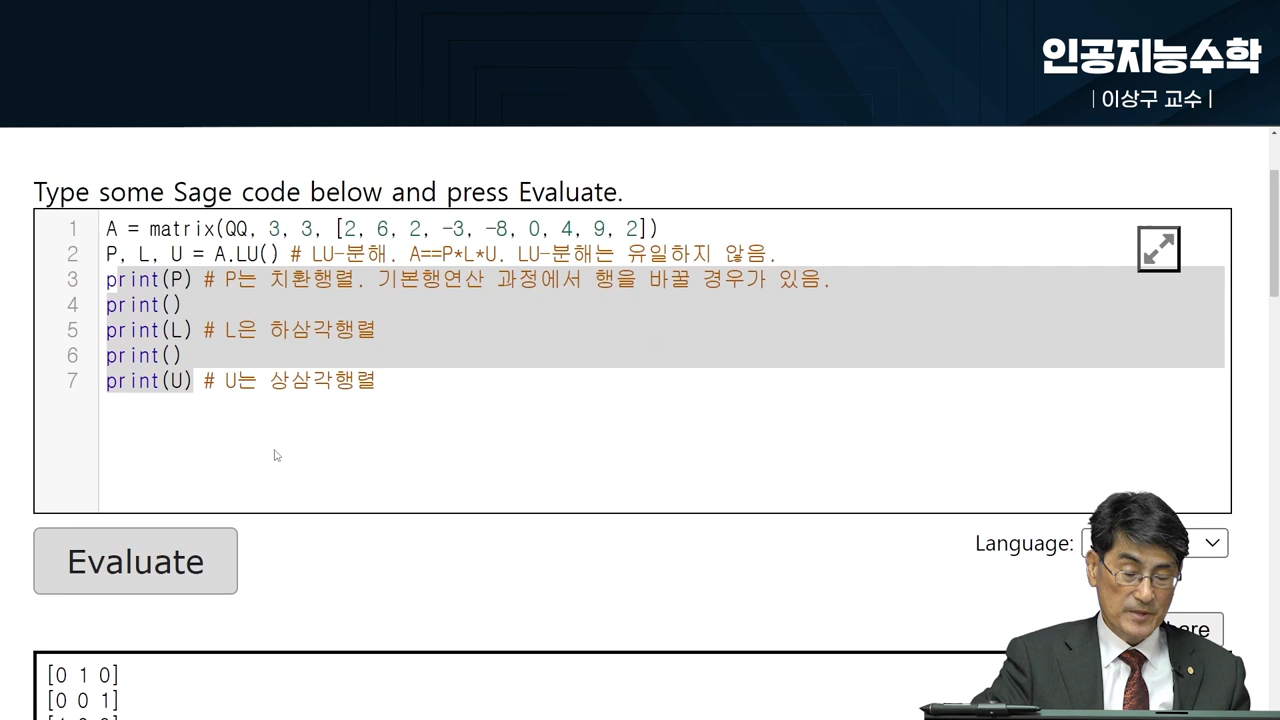 인공지능수학
| 이상구 교수 |
Type some Sage code below and press Evaluate.
1 A = matrix(QQ, 3, 3, [2, 6, 2, -3, -8, 0, 4, 9, 2])
2 P, L, U = A.LU() # LU-분해. A==P*L*U. LU-분해는 유일하지 않음.
3 print(P) # P는 치환행렬. 기본행연산 과정에서 행을 바꿀 경우가 있음.
4 print()
5 print(L) # L은 하삼각행렬
6 print()
7 print(U) # U는 상삼각행렬
Evaluate
Language:
[0 1 0]
[0 0 1]